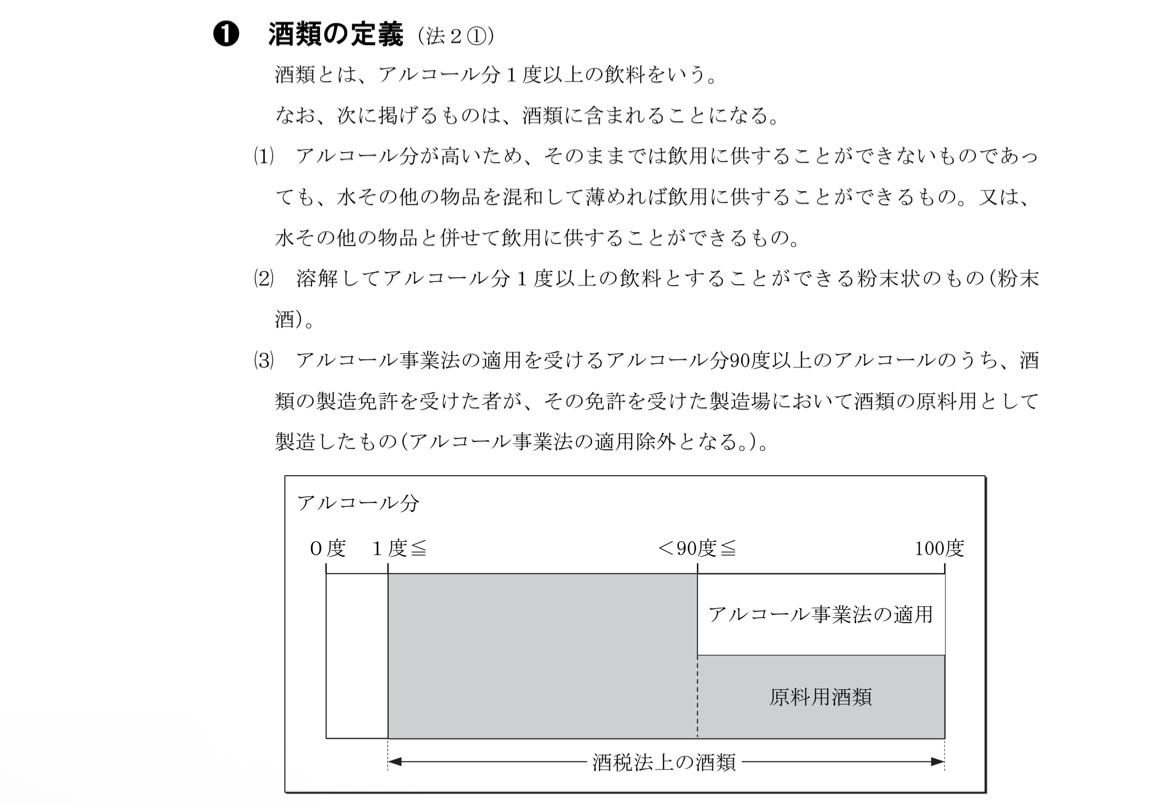 ❶ 酒類の定義（法２①）
酒類とは、アルコール分１度以上の飲料をいう。
なお、次に掲げるものは、酒類に含まれることになる。
⑴ アルコール分が高いため、そのままでは飲用に供することができないものであっ
ても、水その他の物品を混和して薄めれば飲用に供することができるもの。又は、
水その他の物品と併せて飲用に供することができるもの。
⑵ 溶解してアルコール分１度以上の飲料とすることができる粉末状のもの(粉末
酒)。
⑶ アルコール事業法の適用を受けるアルコール分90度以上のアルコールのうち、酒
類の製造免許を受けた者が、その免許を受けた製造場において酒類の原料用として
製造したもの(アルコール事業法の適用除外となる。)。
アルコール分
０度 １度≦ ＜90度≦ 100度
アルコール事業法の適用
原料用酒類
酒税法上の酒類